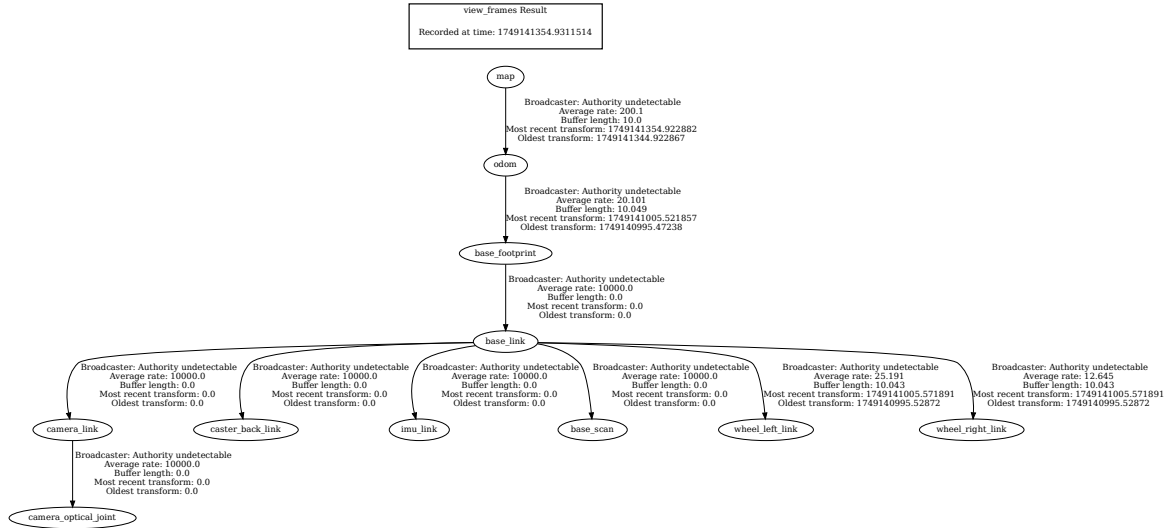 view_frames Result
Recorded at time: 1749141354.9311514
map
Broadcaster: Authority undetectable
Average rate: 200.1
Buffer length: 10.0
Most recent transform: 1749141354.922882
Oldest transform: 1749141344.922867
odom
Broadcaster: Authority undetectable
Average rate: 20.101
Buffer length: 10.049
Most recent transform: 1749141005.521857
Oldest transform: 1749140995.47238
base_footprint
Broadcaster: Authority undetectable
Average rate: 10000.0
Buffer length: 0.0
Most recent transform: 0.0
Oldest transform: 0.0
base_link
Broadcaster: Authority undetectable
Average rate: 10000.0
Buffer length: 0.0
Most recent transform: 0.0
Oldest transform: 0.0
Broadcaster: Authority undetectable
Average rate: 10000.0
Buffer length: 0.0
Most recent transform: 0.0
Oldest transform: 0.0
Broadcaster: Authority undetectable
Average rate: 10000.0
Buffer length: 0.0
Most recent transform: 0.0
Oldest transform: 0.0
Broadcaster: Authority undetectable
Average rate: 10000.0
Buffer length: 0.0
Most recent transform: 0.0
Oldest transform: 0.0
Broadcaster: Authority undetectable
Average rate: 25.191
Buffer length: 10.043
Most recent transform: 1749141005.571891
Oldest transform: 1749140995.52872
Broadcaster: Authority undetectable
Average rate: 12.645
Buffer length: 10.043
Most recent transform: 1749141005.571891
Oldest transform: 1749140995.52872
camera_link
caster_back_link
imu_link
base_scan
wheel_left_link
wheel_right_link
Broadcaster: Authority undetectable
Average rate: 10000.0
Buffer length: 0.0
Most recent transform: 0.0
Oldest transform: 0.0
camera_optical_joint